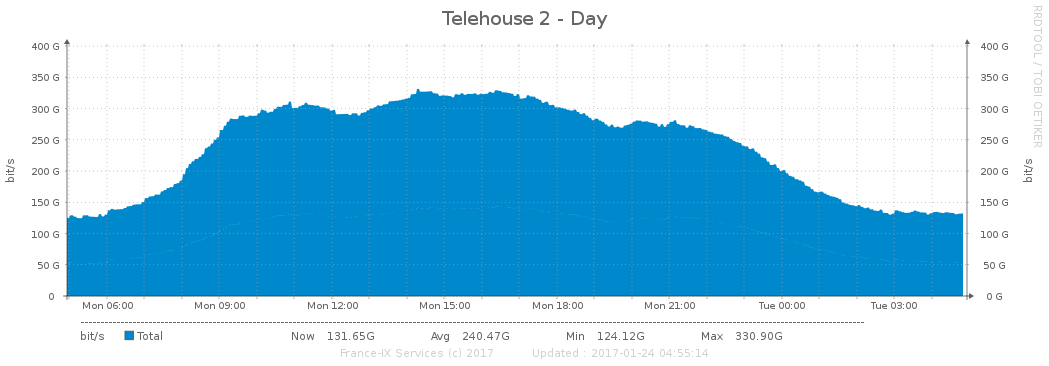 Telehouse 2 - Day
RRDTOOL / TOBI OETIKER
400 G 400 G
350 G 350 G
300 G 300 G
250 G 250 G
200 G 200 G
150 G 150 G
100 G 100 G
50 G 50 G
0 0 G
bit/s bit/s
Mon 06:00 Mon 09:00 Mon 12:00 Mon 15:00 Mon 18:00 Mon 21:00 Tue 00:00 Tue 03:00
bit/s Total Now 131.65G Avg 240.47G Min 124.12G Max 330.90G
France-IX Services (c) 2017 Updated : 2017-01-24 04:55:14